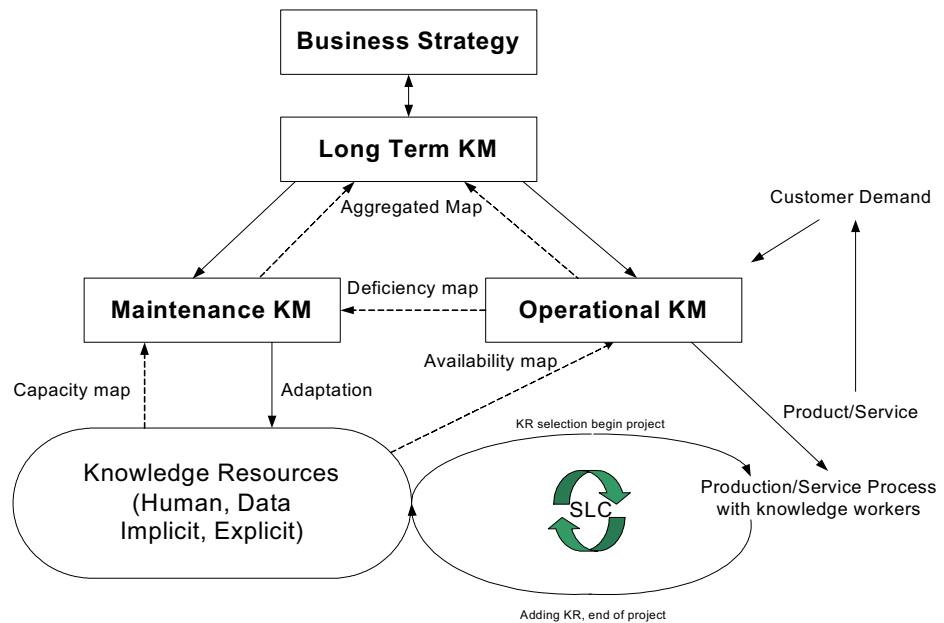 Business Strategy
Long Term KM
Customer Demand
Aggregated Map
Deficiency map
Maintenance KM
Operational KM
Availability map
Capacity map
Adaptation
Product/Service
KR selection begin project
Knowledge Resources
(Human, Data
Implicit, Explicit)
Production/Service Process
with knowledge workers
SLC
Adding KR, end of project